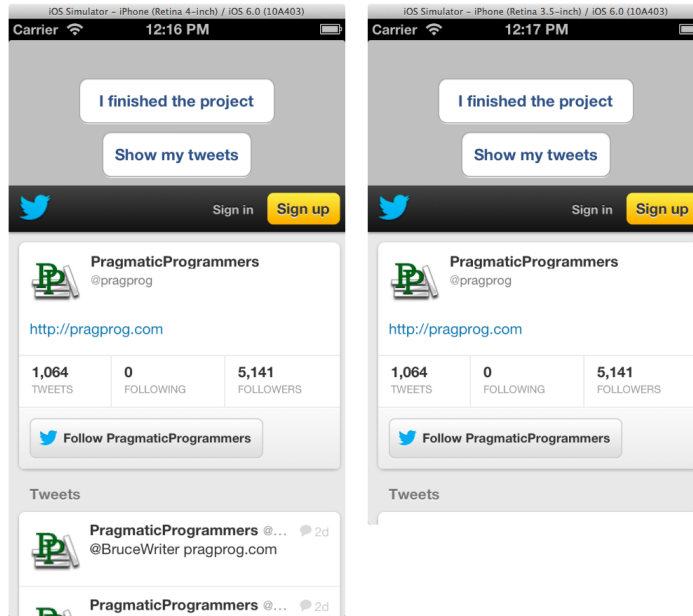 iOS Simulator – iPhone (Retina 4-inch) / iOS 6.0 (10A403)
Carrier 12:16 PM
I finished the project
Show my tweets
Sign in Sign up
PragmaticProgrammers
@pragprog
http://pragprog.com
1,064 0 5,141
TWEETS FOLLOWING FOLLOWERS
Follow PragmaticProgrammers
Tweets
PragmaticProgrammers @... 2d
@BruceWriter pragprog.com
PragmaticProgrammers @... 2d
iOS Simulator – iPhone (Retina 3.5-inch) / iOS 6.0 (10A403)
Carrier 12:17 PM
I finished the project
Show my tweets
Sign in Sign up
PragmaticProgrammers
@pragprog
http://pragprog.com
1,064 0 5,141
TWEETS FOLLOWING FOLLOWERS
Follow PragmaticProgrammers
Tweets